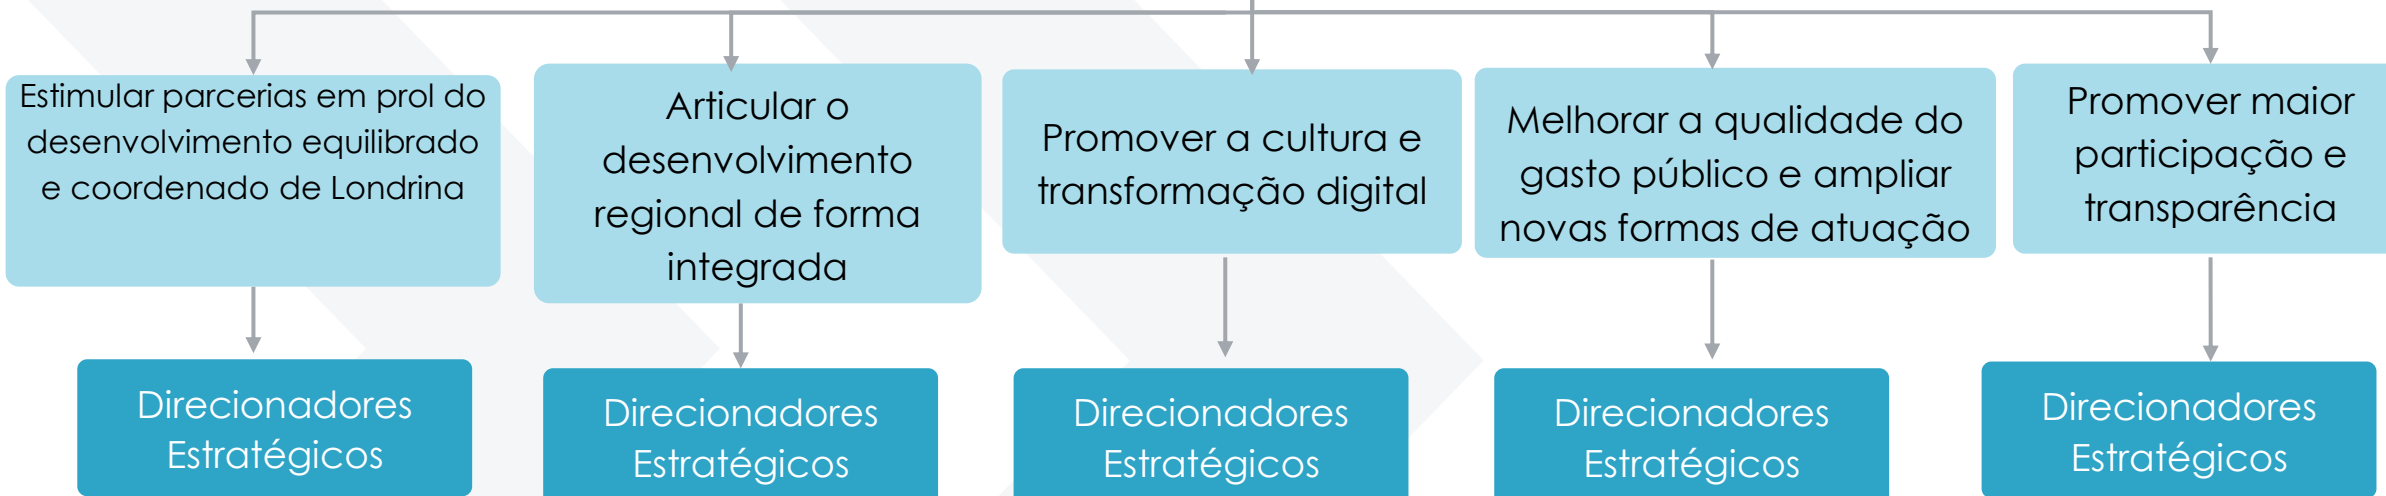 Estimular parcerias em prol do
desenvolvimento equilibrado
e coordenado de Londrina
Articular o
desenvolvimento
regional de forma
integrada
Promover a cultura e
transformação digital
Melhorar a qualidade do
gasto público e ampliar
novas formas de atuação
Promover maior
participação e
transparência
Direcionadores
Estratégicos
Direcionadores
Estratégicos
Direcionadores
Estratégicos
Direcionadores
Estratégicos
Direcionadores
Estratégicos